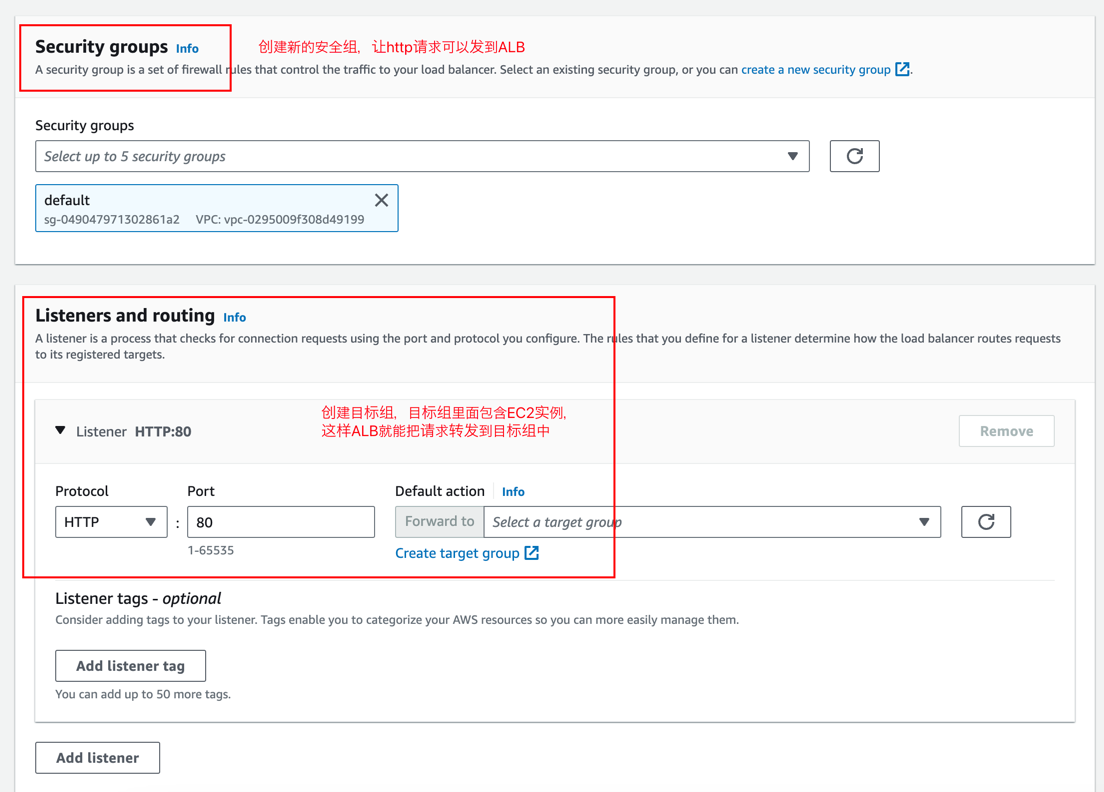 Security groups Info
创建新的安全组，让http请求可以发到ALB
A security group is a set of firewall rules that control the traffic to your load balancer. Select an existing security group, or you can create a new security group.
Security groups
Select up to 5 security groups
default
sg-049047971302861a2 VPC: vpc-0295009f308d49199
Listeners and routing Info
A listener is a process that checks for connection requests using the port and protocol you configure. The rules that you define for a listener determine how the load balancer routes requests
to its registered targets.
创建目标组，目标组里面包含EC2实例,
这样ALB就能把请求转发到目标组中
Listener HTTP:80
Remove
Protocol Port Default action Info
HTTP : 80 Forward to Select a target group
1-65535
Create target group
Listener tags - optional
Consider adding tags to your listener. Tags enable you to categorize your AWS resources so you can more easily manage them.
Add listener tag
You can add up to 50 more tags.
Add listener